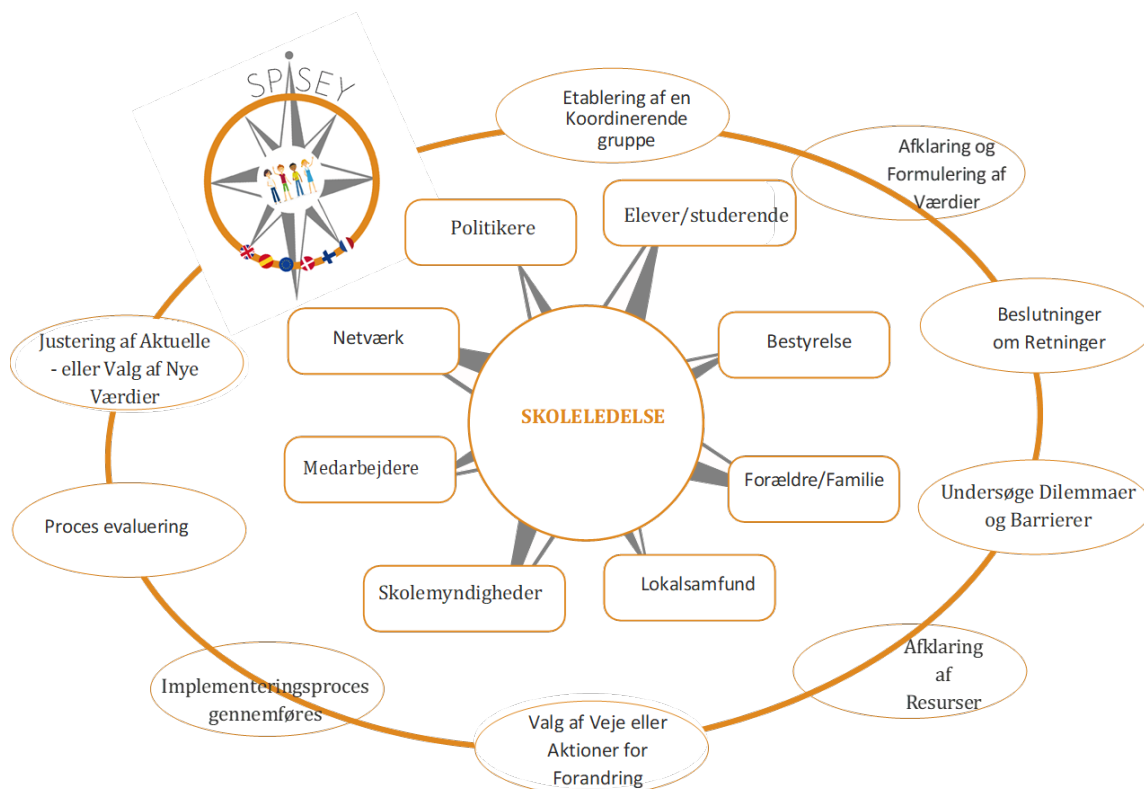 SPISEY
Etablering af en
Koordinerende
gruppe
Afklaring og
Formulering af
Værdier
Beslutninger
om Retninger
Undersøge Dilemmaer
og Barrierer
Afklaring
af
Resurser
Valg af Veje eller
Aktioner for
Forandring
Implementeringsproces
gennemføres
Proces evaluering
Justering af Aktuelle
- eller Valg af Nye
Værdier
Politikere
Elever/studerende
Netværk
Bestyrelse
SKOLELEDELSE
Medarbejdere
Forældre/Familie
Skolemyndigheder
Lokalsamfund